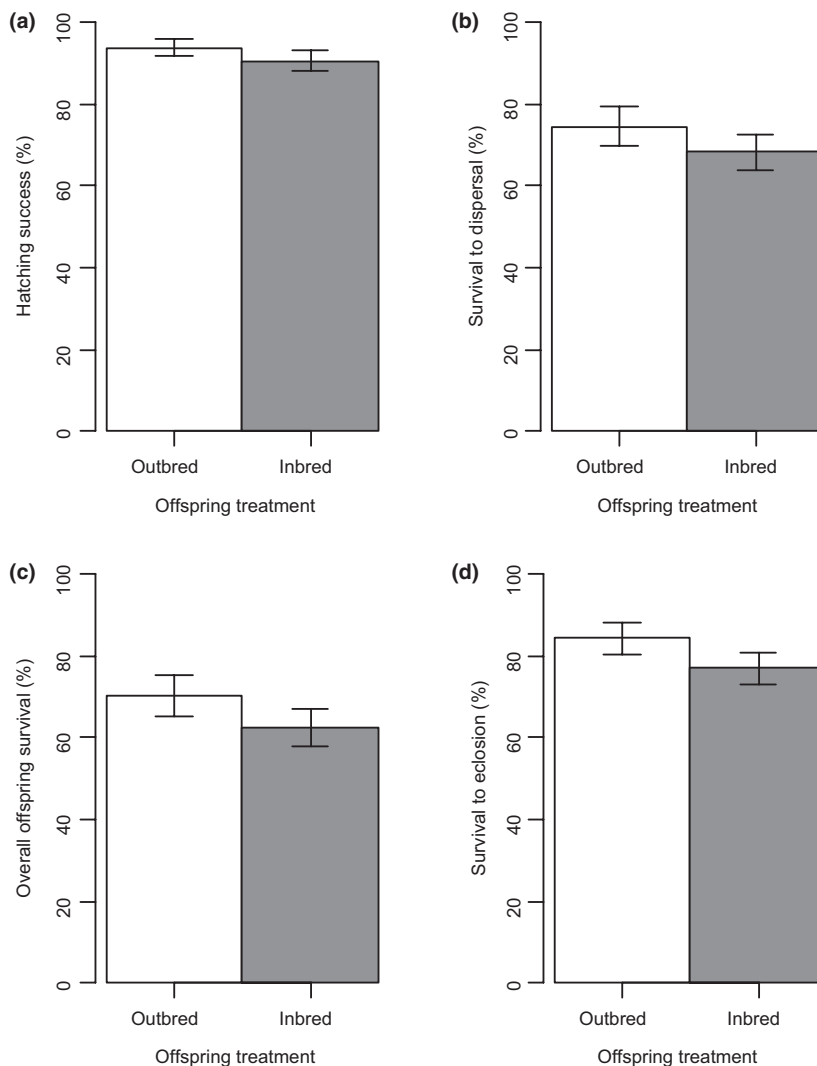 (a)
Hatching success (%)
0 20 40 60 80 100
Outbred Inbred
Offspring treatment
(b)
Survival to dispersal (%)
0 20 40 60 80 100
Outbred Inbred
Offspring treatment
(c)
Overall offspring survival (%)
0 20 40 60 80 100
Outbred Inbred
Offspring treatment
(d)
Survival to eclosion (%)
0 20 40 60 80 100
Outbred Inbred
Offspring treatment